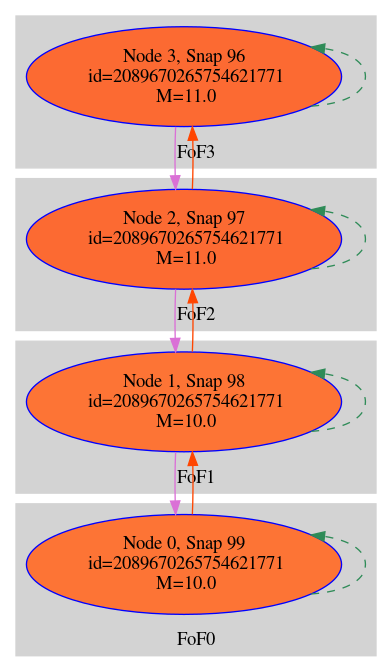 Node 3, Snap 96
id=2089670265754621771
M=11.0
FoF3
Node 2, Snap 97
id=2089670265754621771
M=11.0
FoF2
Node 1, Snap 98
id=2089670265754621771
M=10.0
FoF1
Node 0, Snap 99
id=2089670265754621771
M=10.0
FoF0